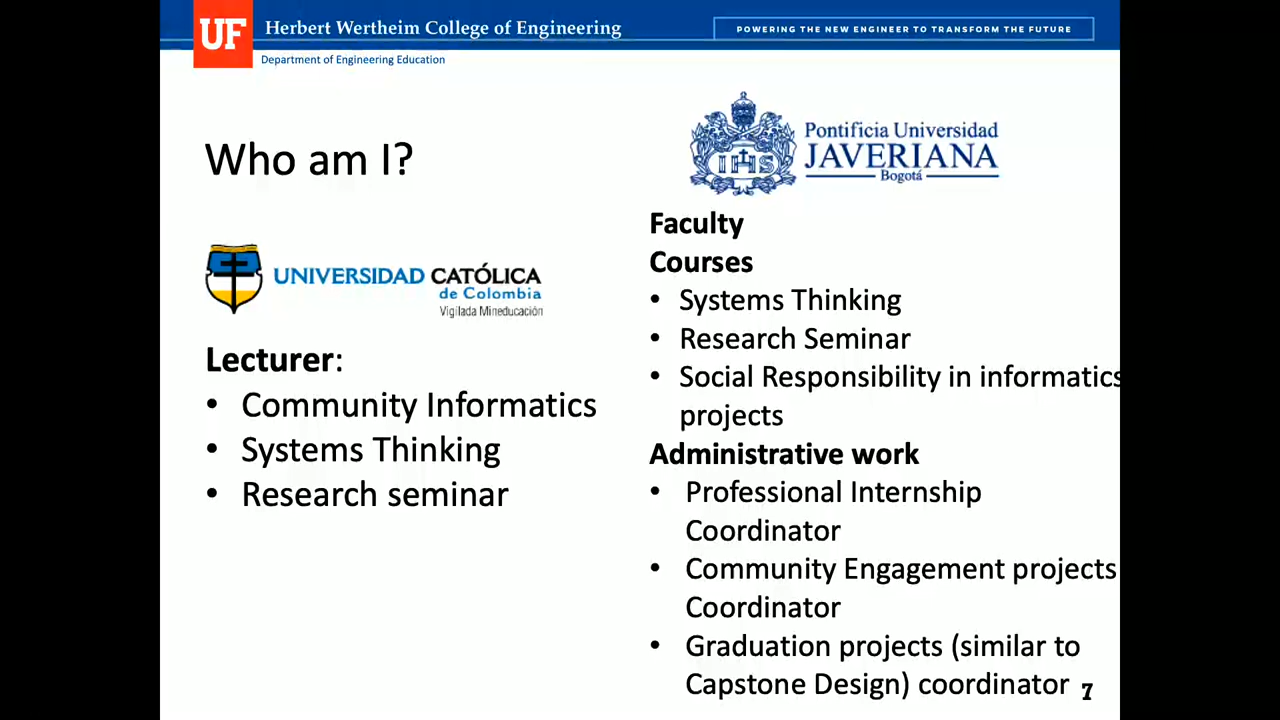 UF
Herbert Wertheim College of Engineering
POWERING THE NEW ENGINEER TO TRANSFORM THE FUTURE
Department of Engineering Education
Who am I?
UNIVERSIDAD CATÓLICA
de Colombia
Vigilada Mineducación
Lecturer:
• Community Informatics
• Systems Thinking
• Research seminar
IHS
Pontificia Universidad
JAVERIANA
Bogotá
Faculty
Courses
• Systems Thinking
• Research Seminar
• Social Responsibility in informatics
projects
Administrative work
• Professional Internship
Coordinator
• Community Engagement projects
Coordinator
• Graduation projects (similar to
Capstone Design) coordinator
7